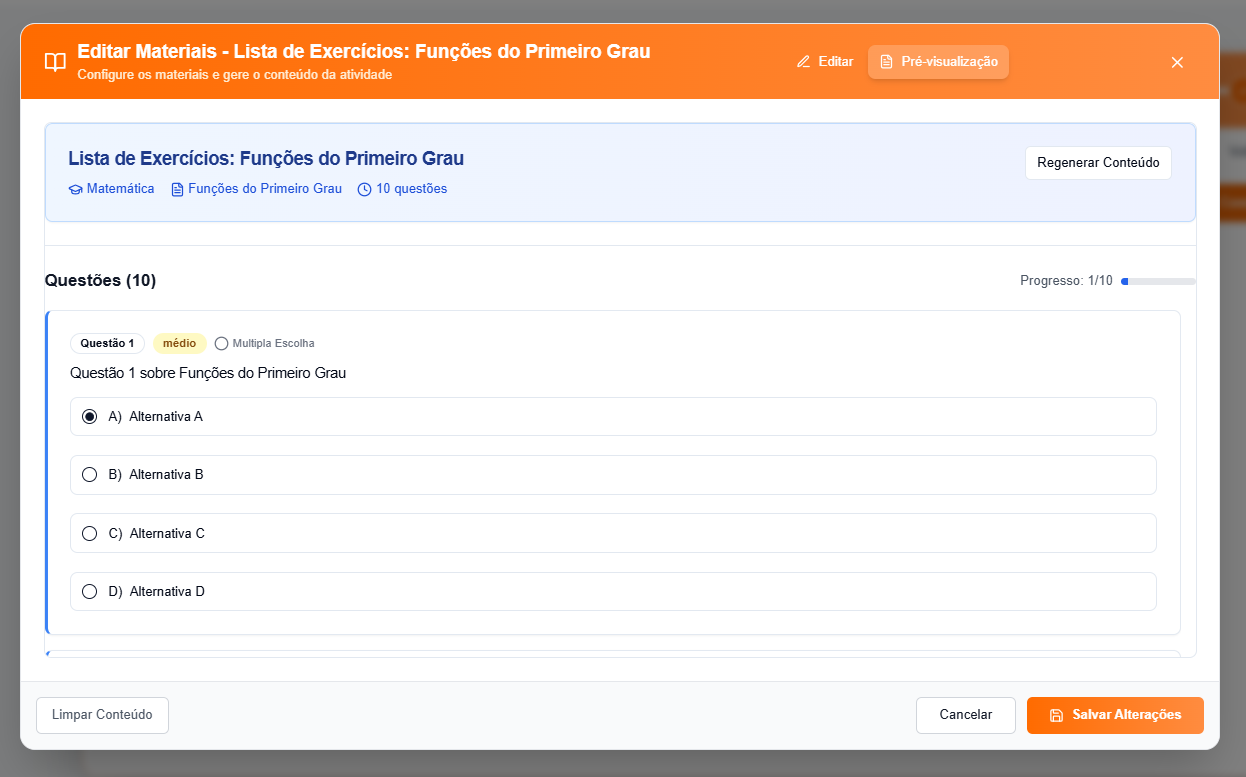 Editar Materiais - Lista de Exercícios: Funções do Primeiro Grau
Configure os materiais e gere o conteúdo da atividade
Editar
Pré-visualização
Lista de Exercícios: Funções do Primeiro Grau
Matemática
Funções do Primeiro Grau
10 questões
Regenerar Conteúdo
Questões (10)
Progresso: 1/10
Questão 1
médio
Multipla Escolha
Questão 1 sobre Funções do Primeiro Grau
A) Alternativa A
B) Alternativa B
C) Alternativa C
D) Alternativa D
Limpar Conteúdo
Cancelar
Salvar Alterações